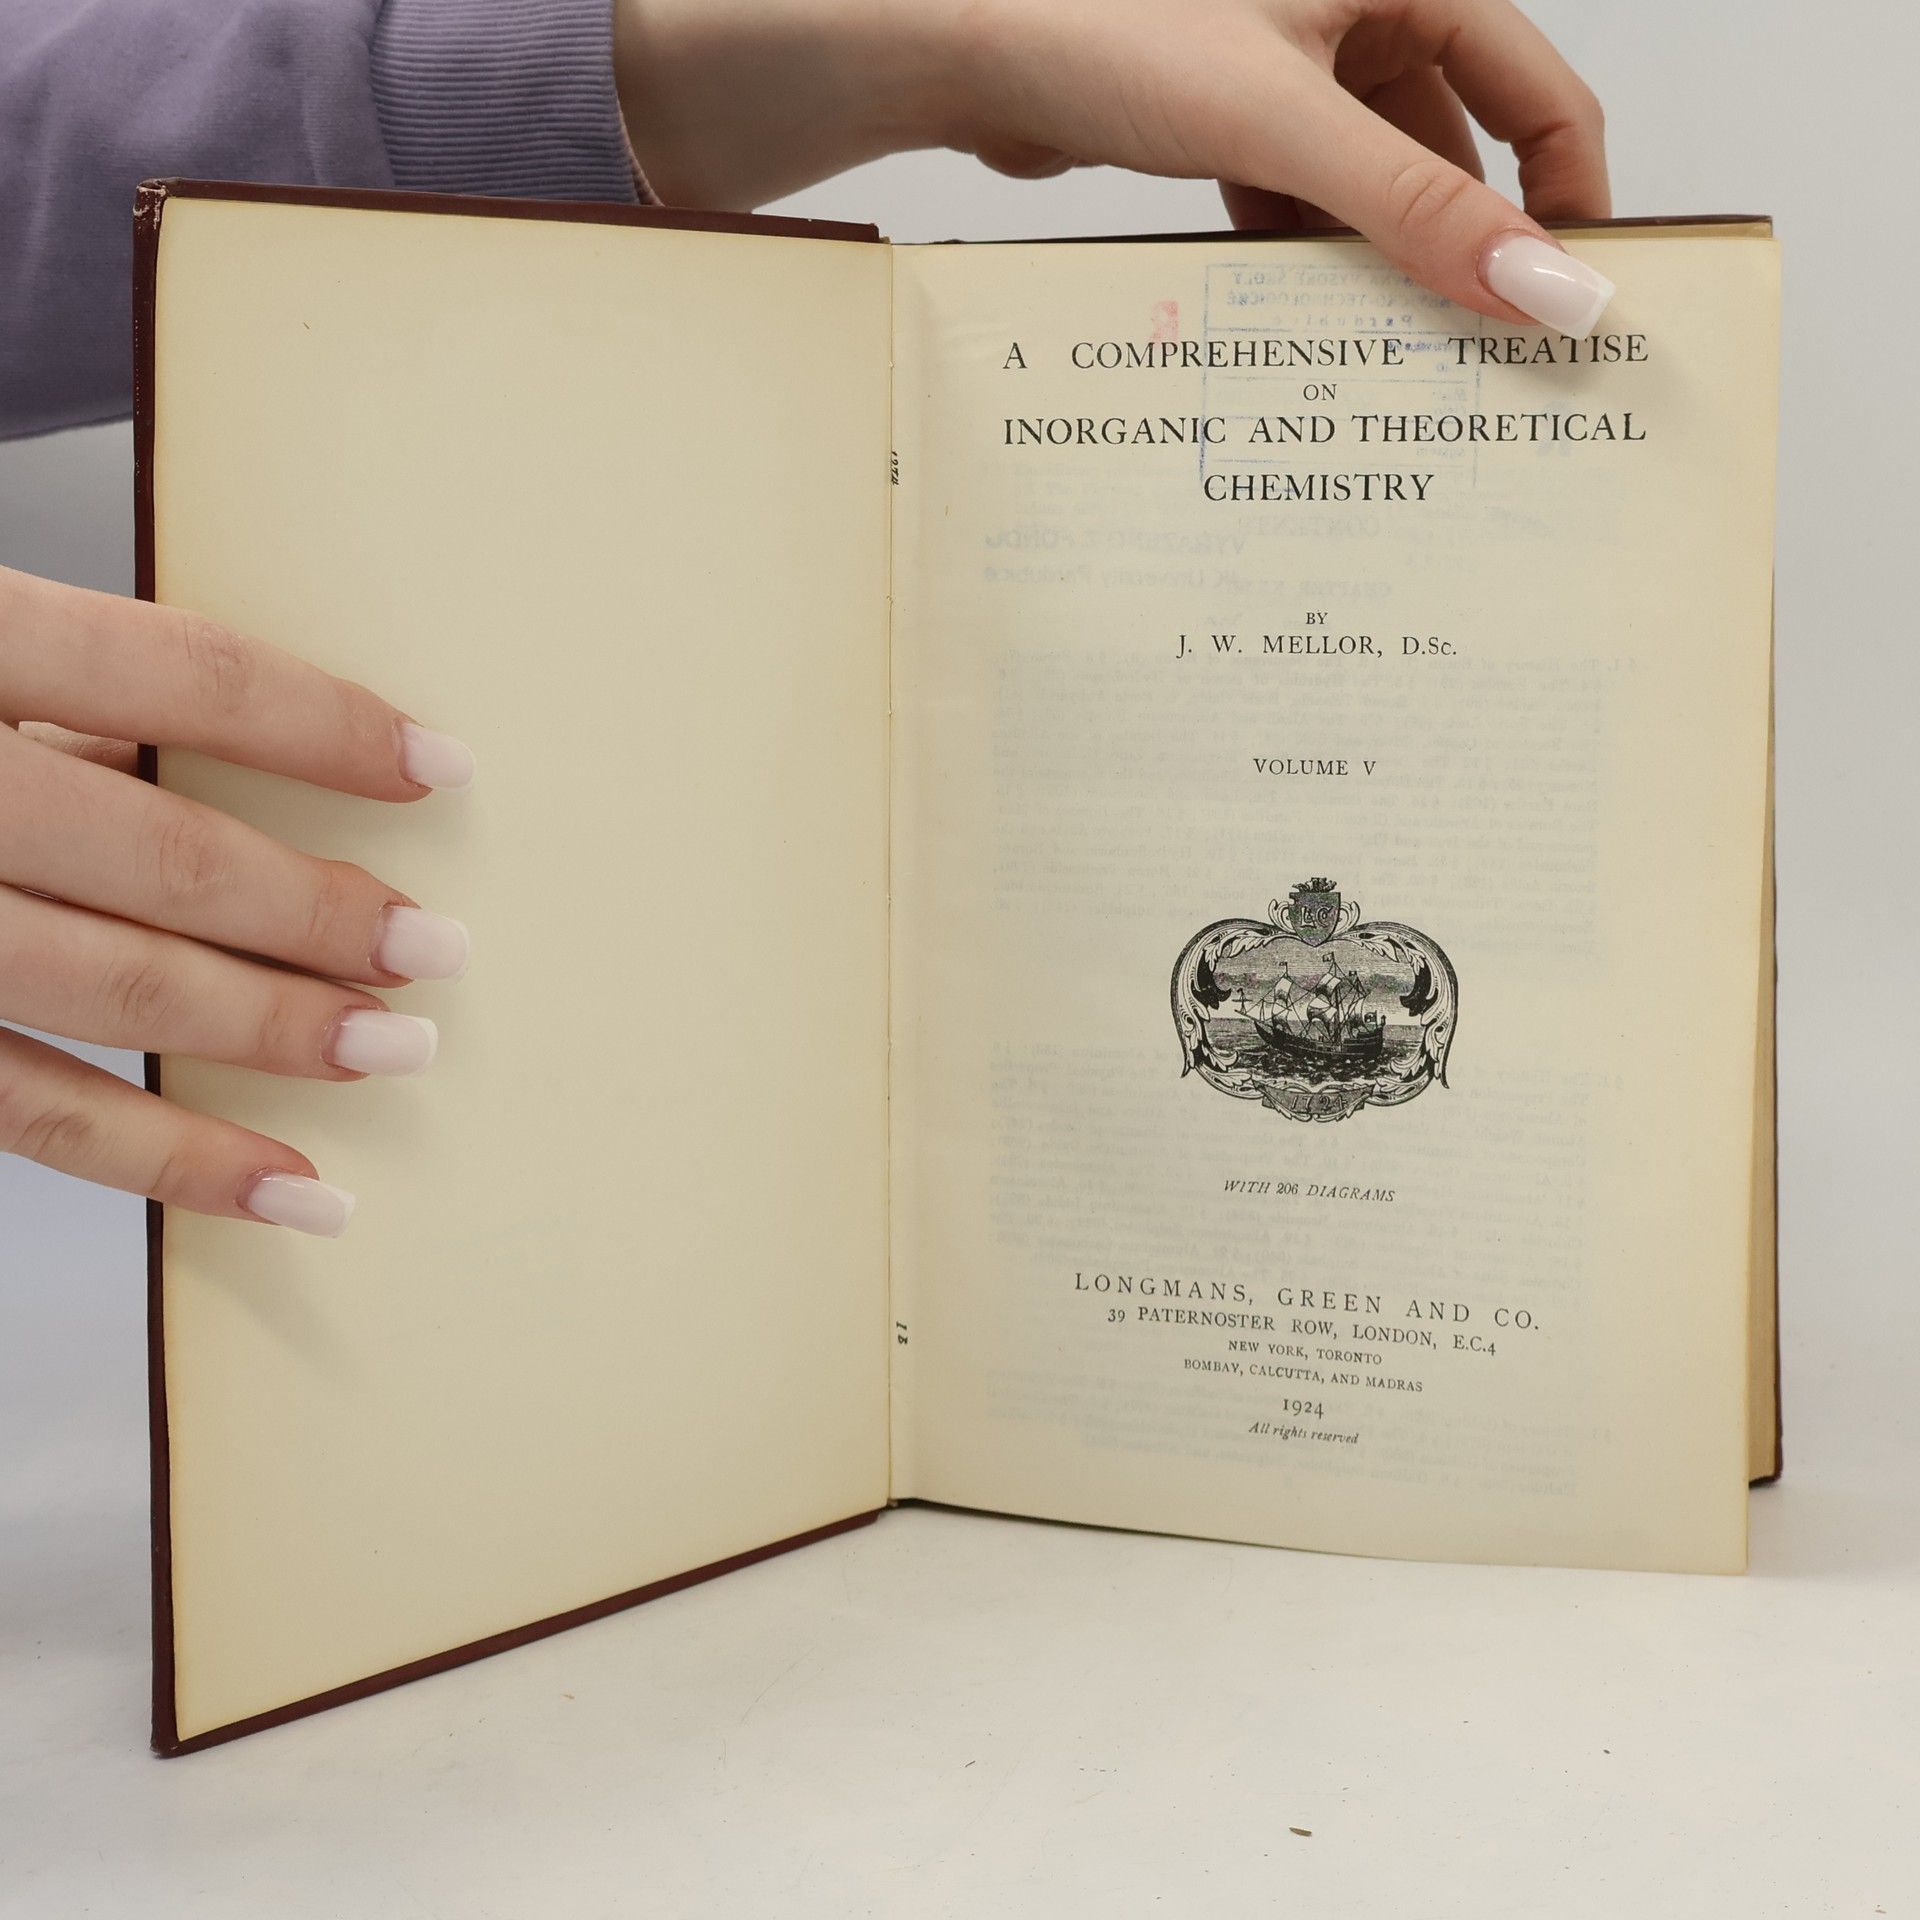 A COMPREHENSIVE TREATISE
ON
INORGANIC AND THEORETICAL
CHEMISTRY
BY
J. W. MELLOR, D.Sc.
VOLUME V
1724
WITH 206 DIAGRAMS
LONGMANS, GREEN AND CO.
39 PATERNOSTER ROW, LONDON, E.C.4
NEW YORK, TORONTO
BOMBAY, CALCUTTA, AND MADRAS
1924
All rights reserved